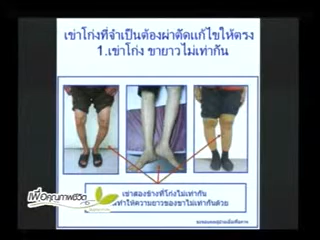 เข่าโก่งที่จำเป็นต้องผ่าตัดแก้ไขให้ตรง
1.เข่าโก่ง ขายาวไม่เท่ากัน
เข่าสองข้างที่โก่งไม่เท่ากัน
ทำให้ความยาวของขาไม่เท่ากันด้วย
เพื่อคุณภาพชีวิต